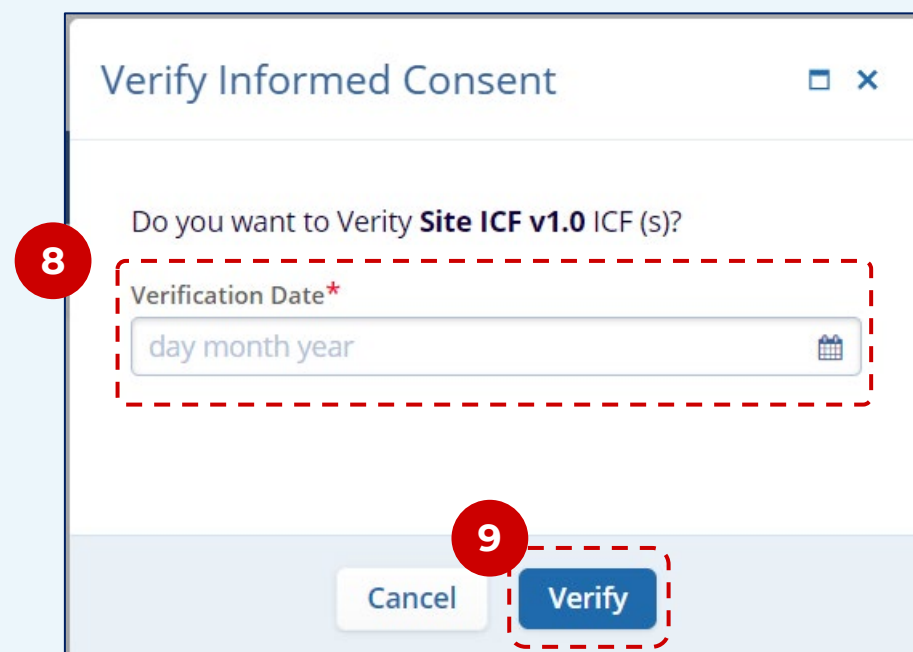 Verify Informed Consent
Do you want to Verity Site ICF v1.0 ICF (s)?
8
Verification Date*
day month year
9
Cancel
Verify